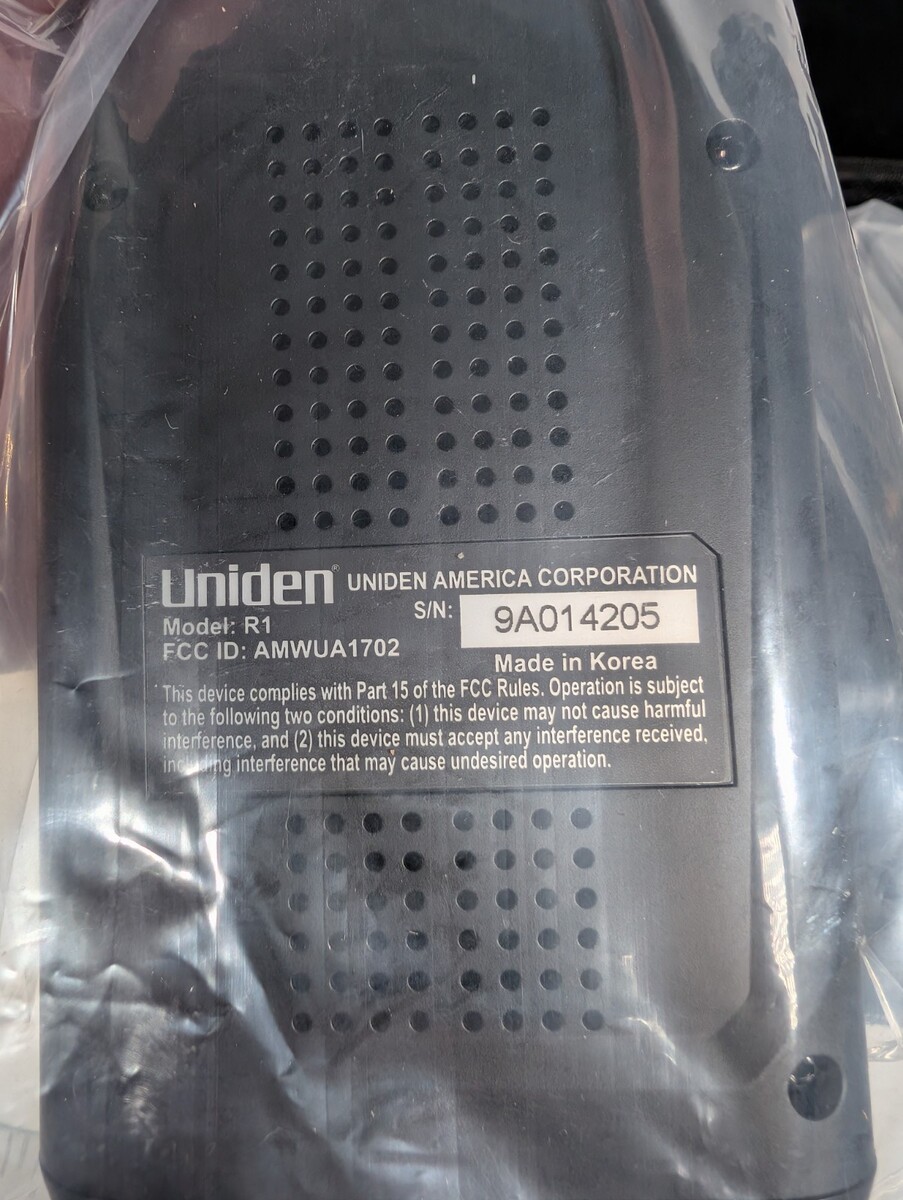 Uniden® UNIDEN AMERICA CORPORATION
S/N: 9A014205
Model: R1
FCC ID: AMWUA1702
Made in Korea
This device complies with Part 15 of the FCC Rules. Operation is subject
to the following two conditions: (1) this device may not cause harmful
interference, and (2) this device must accept any interference received,
including interference that may cause undesired operation.